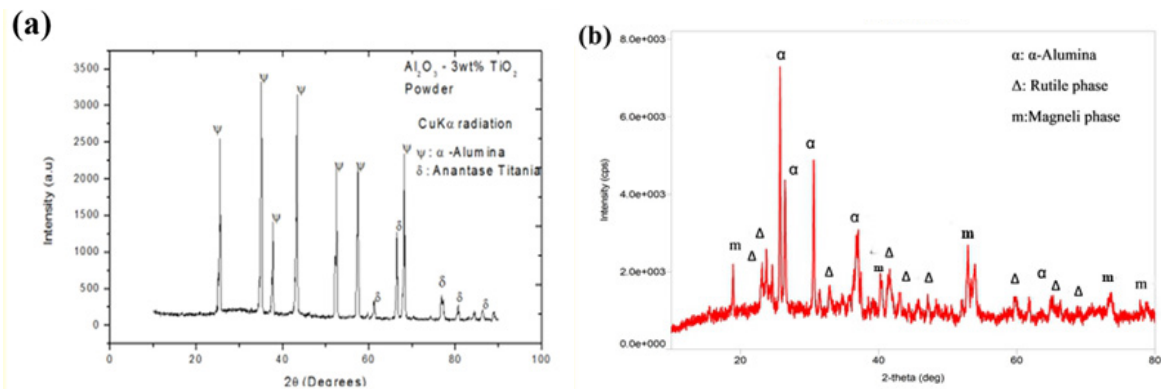 (a)
Al₂O₃ - 3wt% TiO₂
Powder
CuKα radiation
ψ : α -Alumina
δ : Anantase Titania
ψ ψ ψ ψ ψ ψ ψ δ δ δ δ δ
Intensity (a.u)
3500
3000
2500
2000
1500
1000
500
0
0 20 40 60 80 100
2θ (Degrees)
(b)
α: α-Alumina
Δ: Rutile phase
m:Magneli phase
α
α
α
α
m Δ Δ Δ m Δ Δ Δ m Δ α Δ Δ m m
Intensity (cps)
8.0e+003
6.0e+003
4.0e+003
2.0e+003
0.0e+000
20 40 60 80
2-theta (deg)